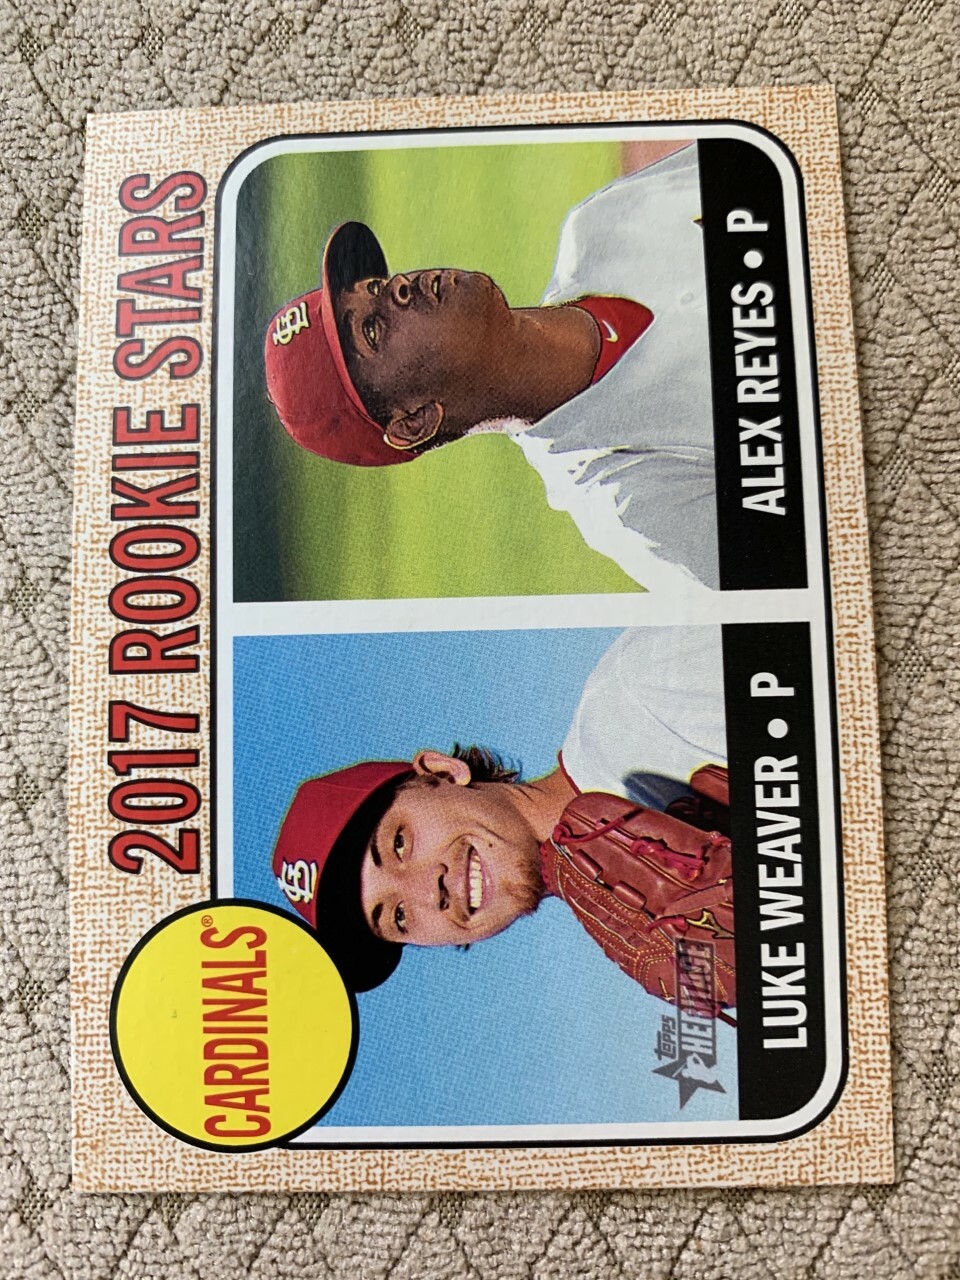 2017 ROOKIE STARS
CARDINALS®
TOPPS
HERITAGE
LUKE WEAVER • P
ALEX REYES • P